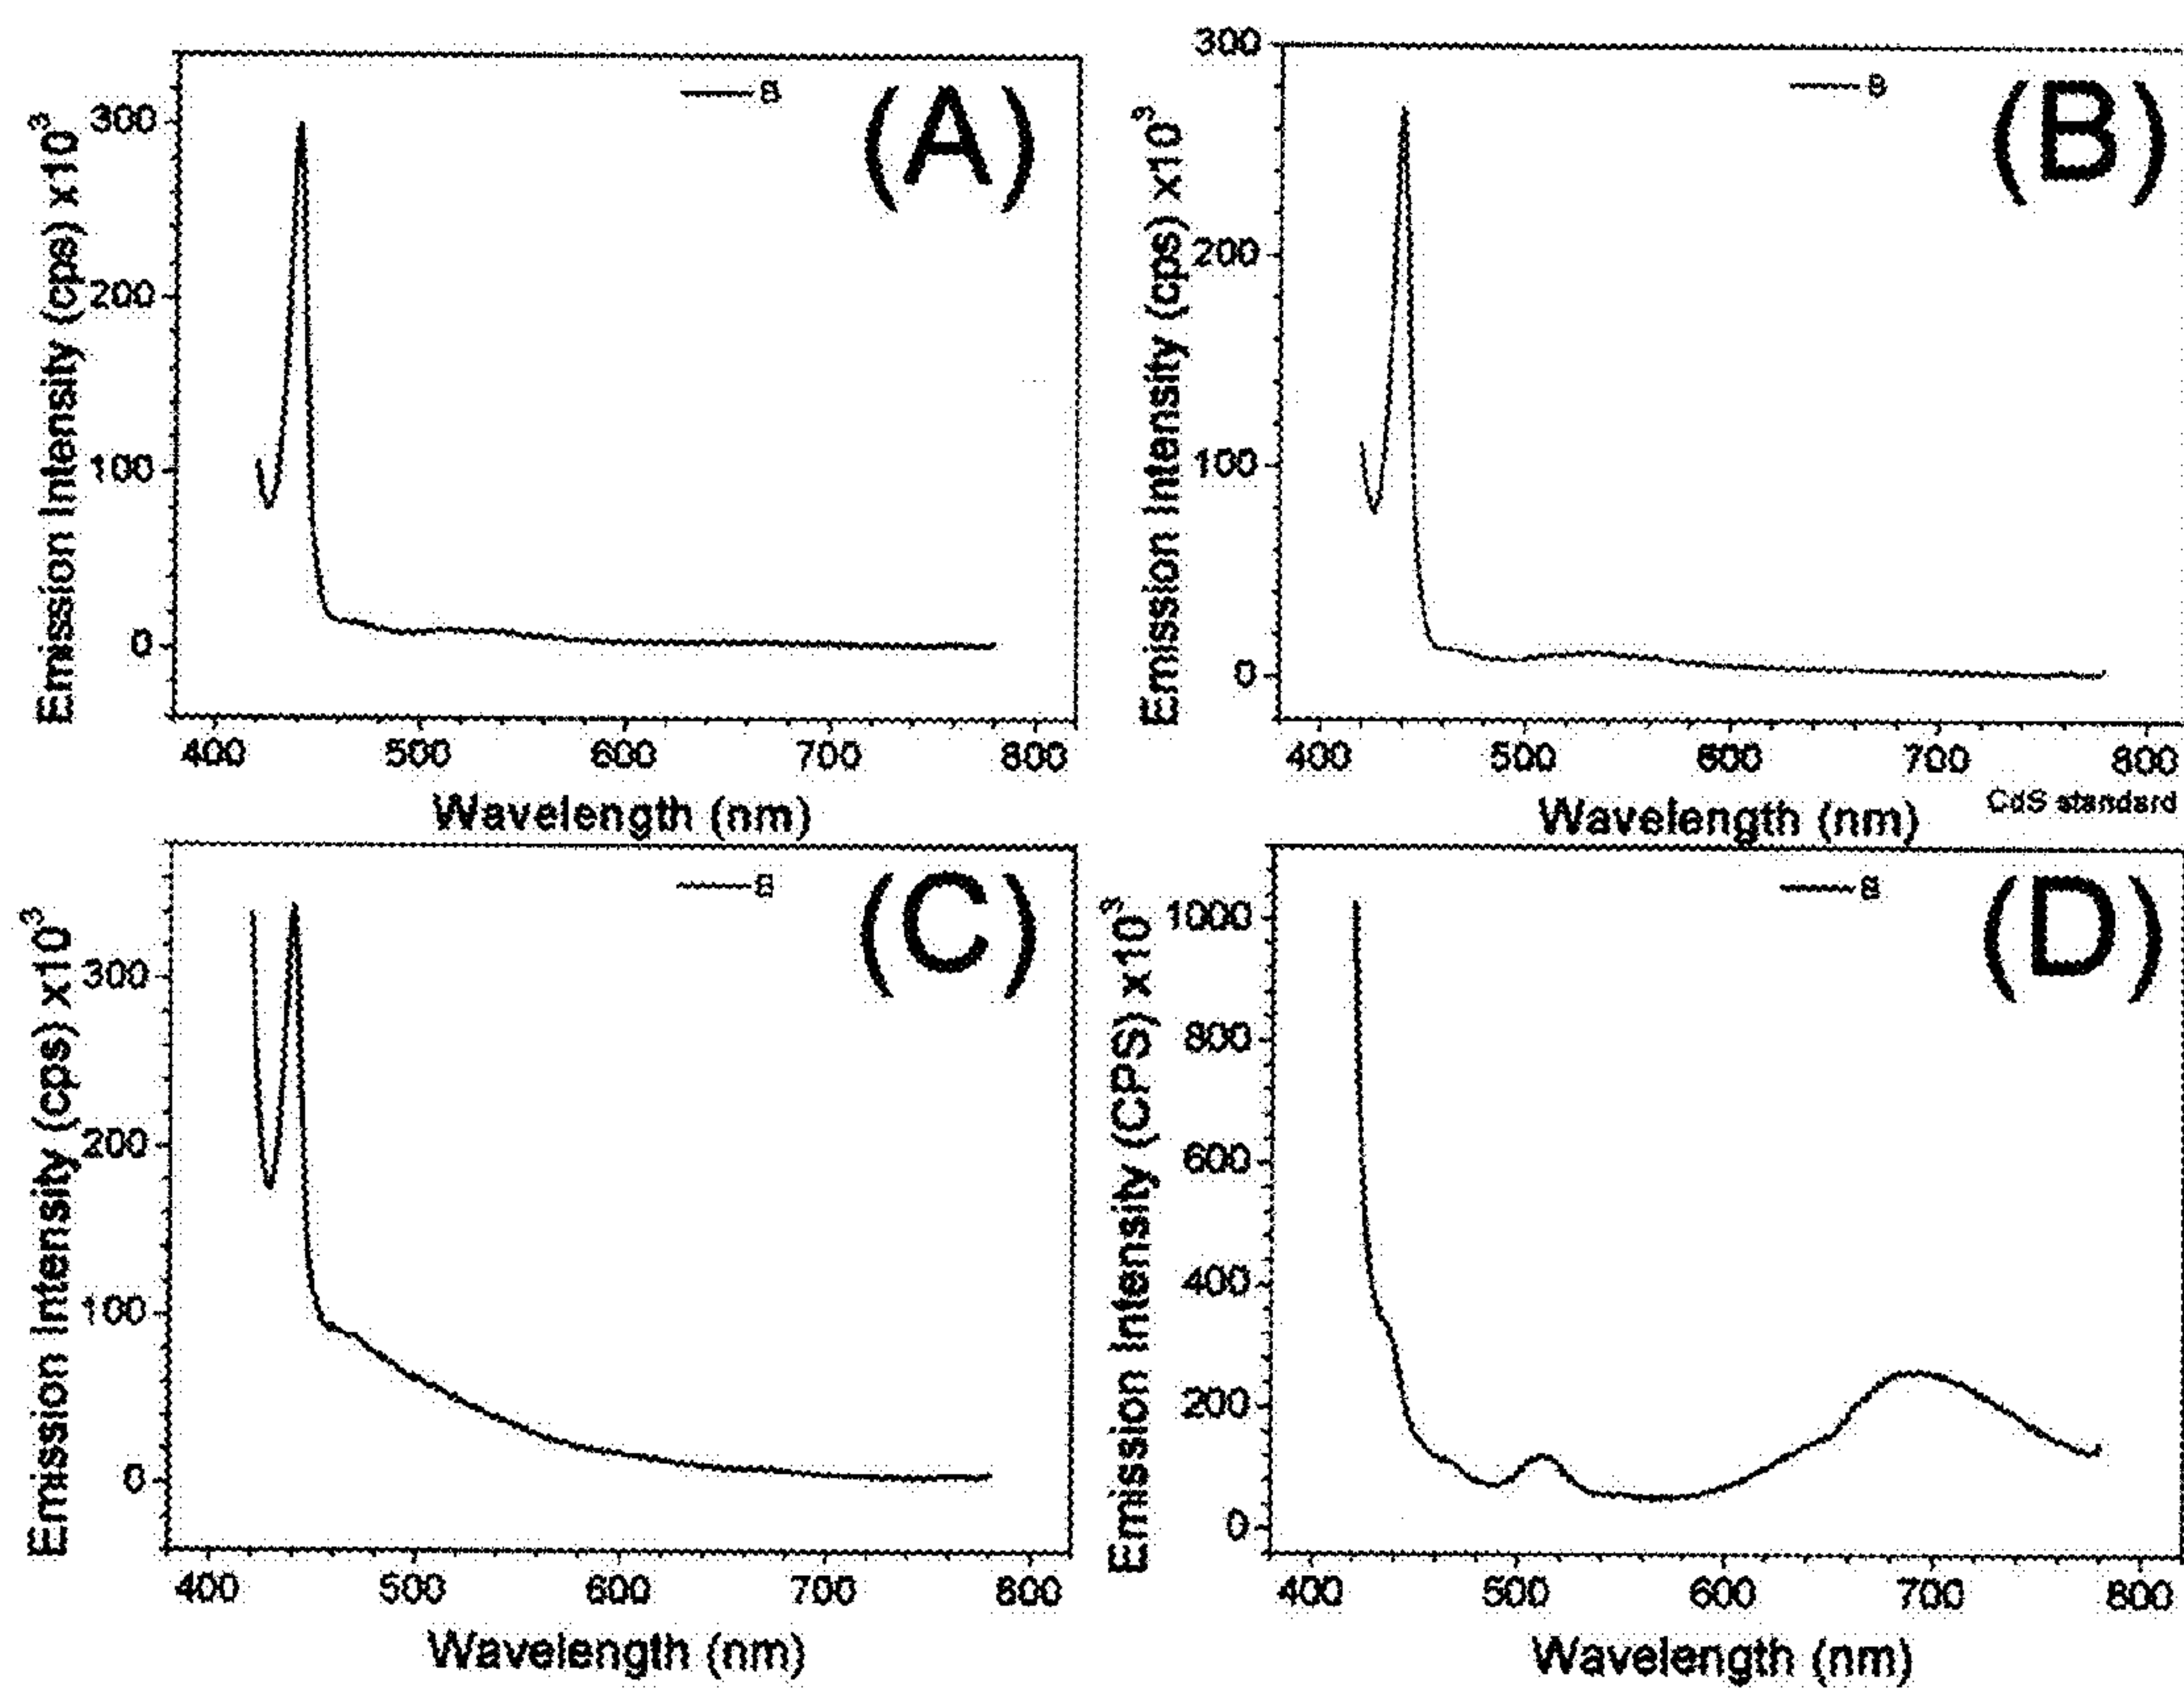 B
(A)
Emission Intensity (cps) x10³
300
200
100
0
400 500 600 700 800
Wavelength (nm)
B
(B)
Emission Intensity (cps) x10³
300
200
100
0
400 500 600 700 800
Wavelength (nm)
CdS standard
B
(C)
Emission Intensity (cps) x10³
300
200
100
0
400 500 600 700 800
Wavelength (nm)
B
(D)
Emission Intensity (CPS) x10³
1000
800
600
400
200
0
400 500 600 700 800
Wavelength (nm)